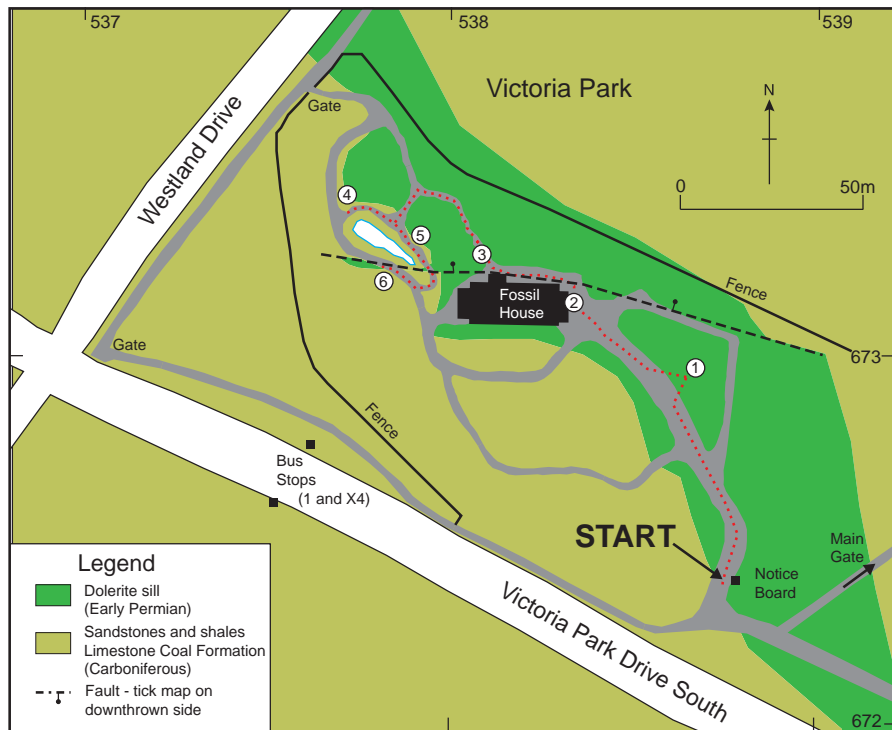 537
538
539
Victoria Park
N
0
50m
Westland Drive
Gate
4
5
3
6
Fossil
House
2
Fence
1
673
Gate
Fence
Bus
Stops
(1 and X4)
START
Main
Gate
Notice
Board
Victoria Park Drive South
672
Legend
Dolerite sill
(Early Permian)
Sandstones and shales
Limestone Coal Formation
(Carboniferous)
Fault - tick map on
downthrown side